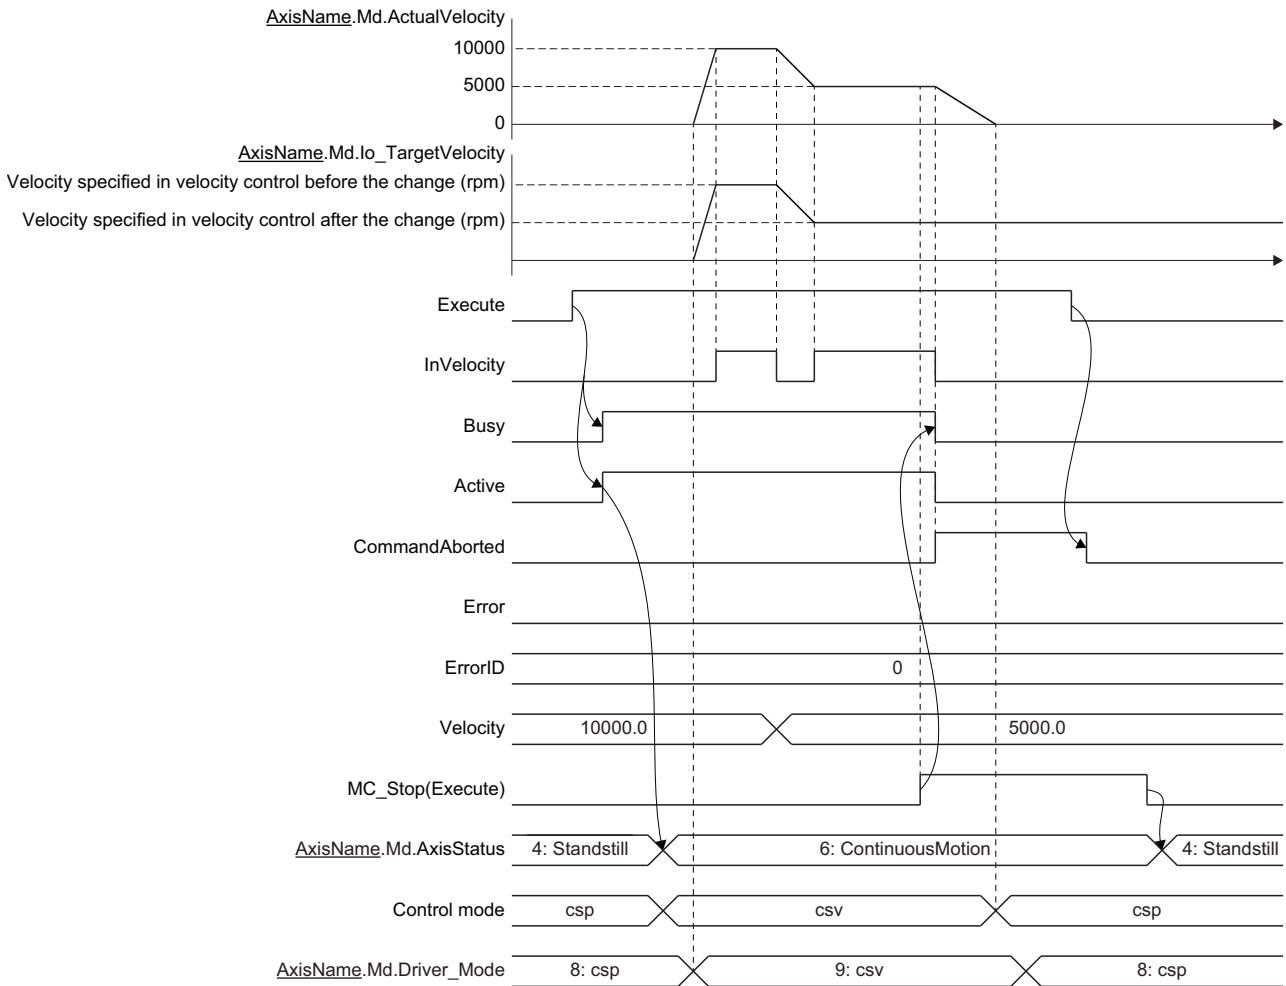 AxisName.Md.ActualVelocity
10000
5000
0
AxisName.Md.Io_TargetVelocity
Velocity specified in velocity control before the change (rpm)
Velocity specified in velocity control after the change (rpm)
Execute
InVelocity
Busy
Active
CommandAborted
Error
ErrorID 0
Velocity 10000.0 5000.0
MC_Stop(Execute)
AxisName.Md.AxisStatus 4: Standstill 6: ContinuousMotion 4: Standstill
Control mode csp csv csp
AxisName.Md.Driver_Mode 8: csp 9: csv 8: csp